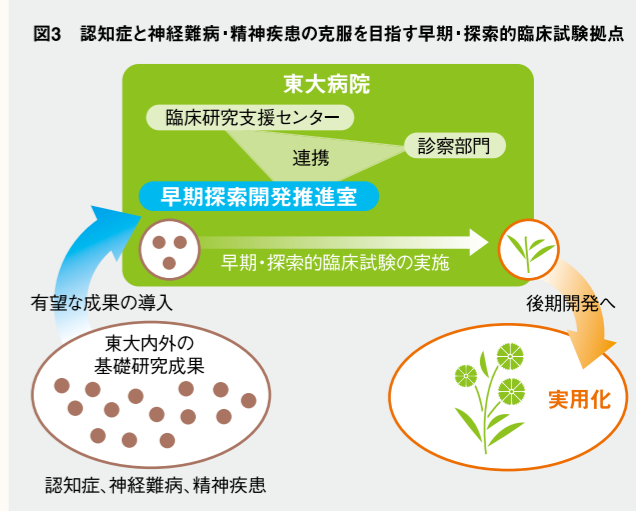 図3 認知症と神経難病・精神疾患の克服を目指す早期・探索的臨床試験拠点
東大病院
臨床研究支援センター
診察部門
連携
早期探索開発推進室
早期・探索的臨床試験の実施
有望な成果の導入
後期開発へ
東大内外の
基礎研究成果
実用化
認知症、神経難病、精神疾患